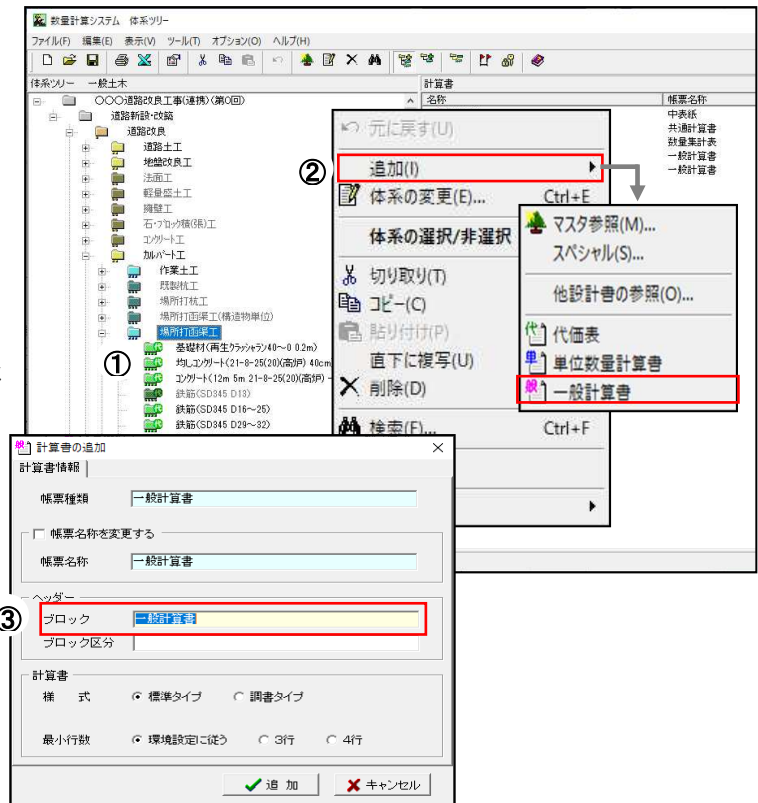 数量計算システム 体系ツリー
ファイル(F) 編集(E) 表示(V) ツール(T) オプション(O) ヘルプ(H)
体系ツリー 一般土木
計算書
〇〇〇道路改良工事(連携)(第0回)
名称 帳票名称
道路新設・改築
中表紙
道路改良
共通計算書
道路土工
数量集計表
地盤改良工
一般計算書
法面工
一般計算書
軽量盛土工
擁壁工
石・ブロック積(張)工
コンクリート工
カルバート工
作業土工
既製杭工
場所打杭工
場所打函渠工(構造物単位)
場所打函渠工
①
基礎材(再生クラッシャラン40～0 0.2m)
均しコンクリート(21-8-25(20)(高炉) 40cm
コンクリート(12m 5m 21-8-25(20)(高炉) -
鉄筋(SD345 D13)
鉄筋(SD345 D16～25)
鉄筋(SD345 D29～32)
②
元に戻す(U)
追加(I)
体系の変更(E)... Ctrl+E
体系の選択/非選択
切り取り(T)
コピー(C)
貼り付け(P)
直下に複写(U)
削除(D)
検索(F)... Ctrl+F
マスタ参照(M)...
スペシャル(S)...
他設計書の参照(O)...
代 代価表
単 単位数量計算書
般 一般計算書
般 計算書の追加
計算書情報
帳票種類 一般計算書
帳票名称を変更する
帳票名称 一般計算書
ヘッダー
③
ブロック 一般計算書
ブロック区分
計算書
様 式 標準タイプ 調書タイプ
最小行数 環境設定に従う 3行 4行
追 加 キャンセル